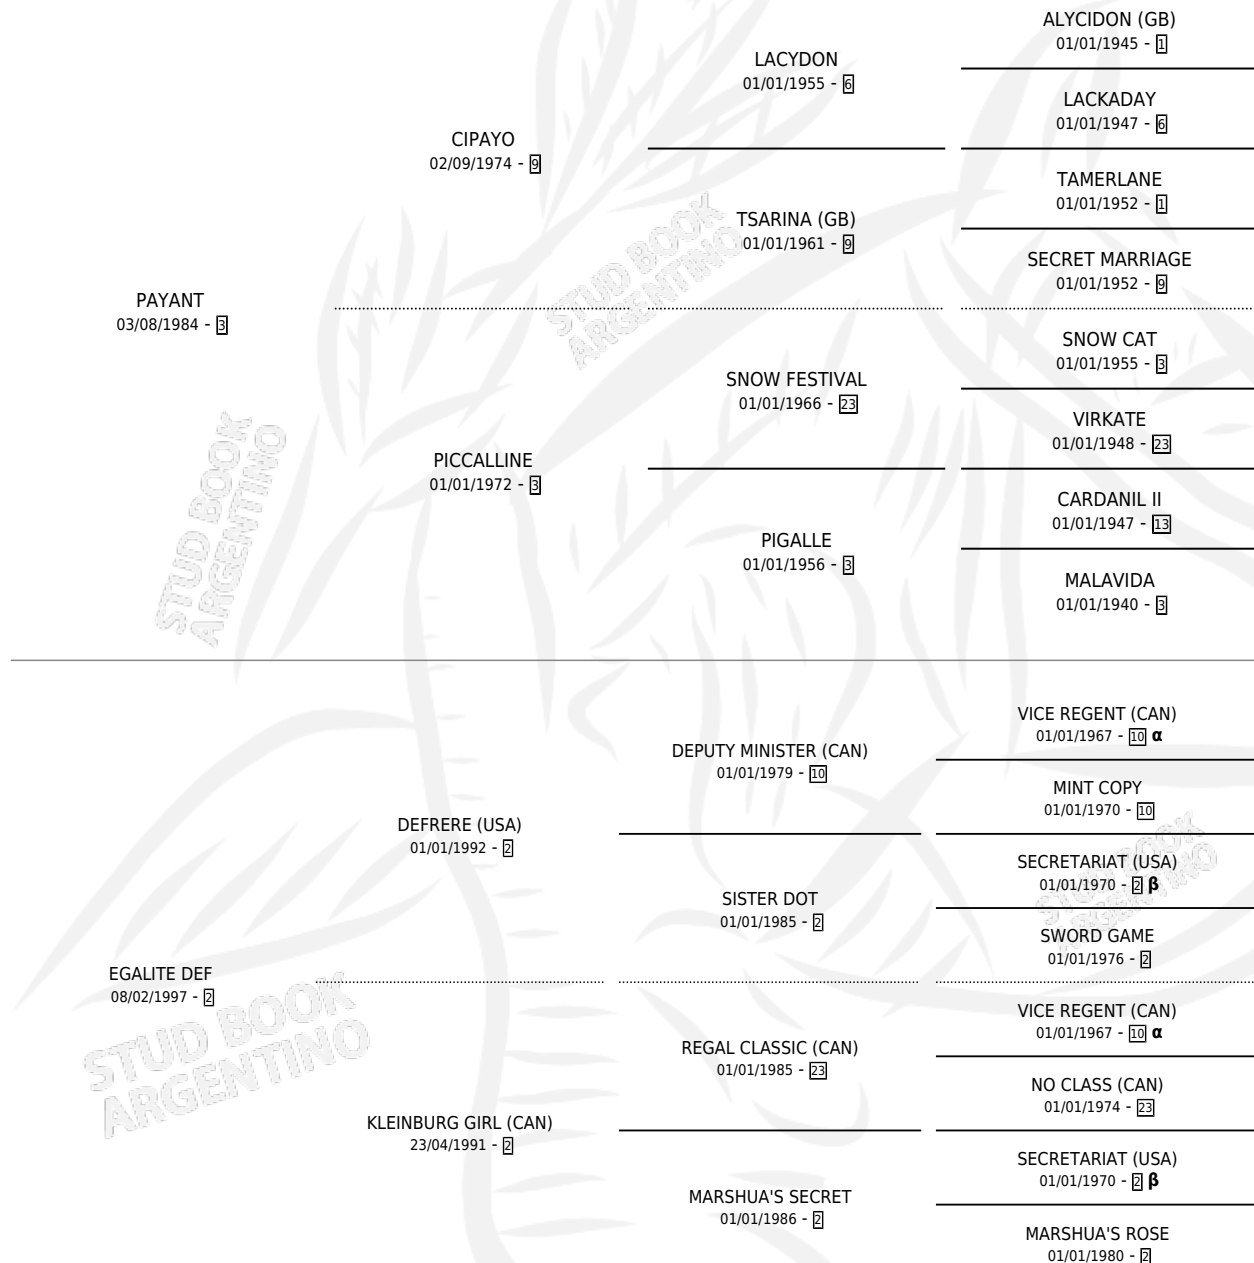 ALYCIDON (GB)
01/01/1945 - 1
LACYDON
01/01/1955 - 6
LACKADAY
01/01/1947 - 6
CIPAYO
02/09/1974 - 9
TAMERLANE
01/01/1952 - 1
TSARINA (GB)
01/01/1961 - 9
SECRET MARRIAGE
01/01/1952 - 9
PAYANT
03/08/1984 - 3
STUD BOOK
ARGENTINO
SNOW CAT
01/01/1955 - 3
SNOW FESTIVAL
01/01/1966 - 23
VIRKATE
01/01/1948 - 23
PICCALLINE
01/01/1972 - 3
CARDANIL II
01/01/1947 - 13
PIGALLE
01/01/1956 - 3
MALAVIDA
01/01/1940 - 3
STUD BOOK
ARGENTINO
VICE REGENT (CAN)
01/01/1967 - 10 α
DEPUTY MINISTER (CAN)
01/01/1979 - 10
MINT COPY
01/01/1970 - 10
DEFRERE (USA)
01/01/1992 - 2
SECRETARIAT (USA)
01/01/1970 - 2 β
SISTER DOT
01/01/1985 - 2
SWORD GAME
01/01/1976 - 2
STUD BOOK
ARGENTINO
EGALITE DEF
08/02/1997 - 2
STUD BOOK
ARGENTINO
VICE REGENT (CAN)
01/01/1967 - 10 α
REGAL CLASSIC (CAN)
01/01/1985 - 23
NO CLASS (CAN)
01/01/1974 - 23
KLEINBURG GIRL (CAN)
23/04/1991 - 2
SECRETARIAT (USA)
01/01/1970 - 2 β
MARSHUA'S SECRET
01/01/1986 - 2
MARSHUA'S ROSE
01/01/1980 - 2